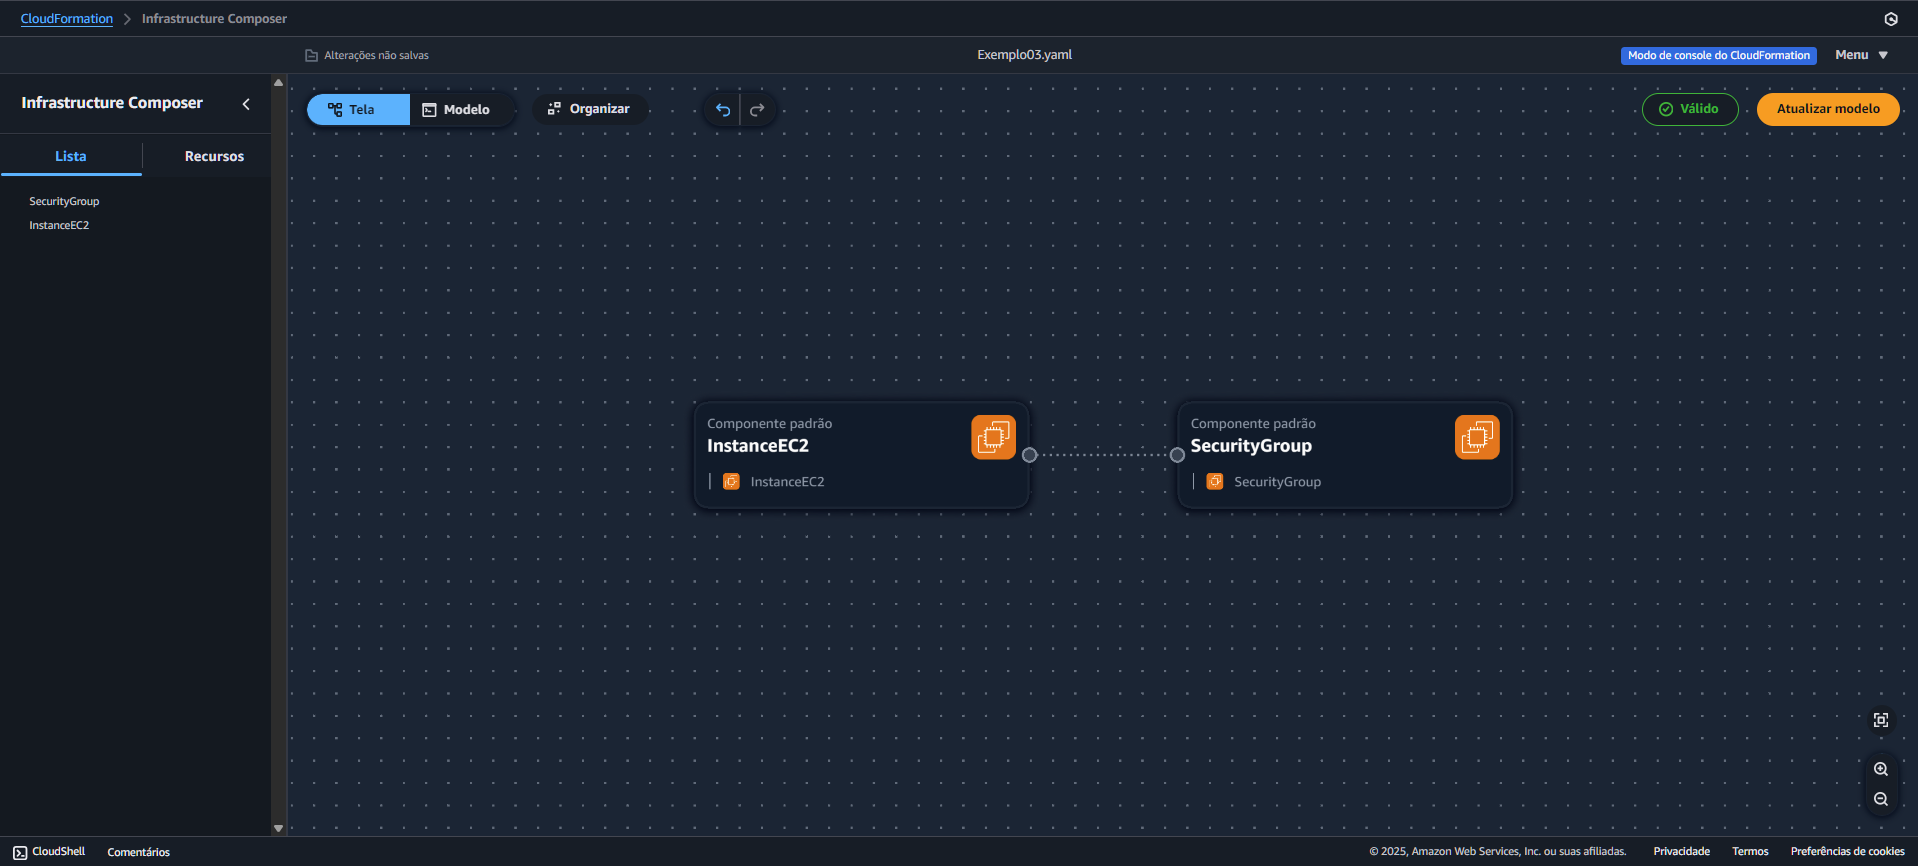 CloudFormation > Infrastructure Composer
Alterações não salvas
Exemplo03.yaml
Modo de console do CloudFormation
Menu
Infrastructure Composer
Tela
Modelo
Organizar
Válido
Atualizar modelo
Lista
Recursos
SecurityGroup
InstanceEC2
Componente padrão
InstanceEC2
InstanceEC2
Componente padrão
SecurityGroup
SecurityGroup
CloudShell
Comentários
© 2025, Amazon Web Services, Inc. ou suas afiliadas.
Privacidade
Termos
Preferências de cookies